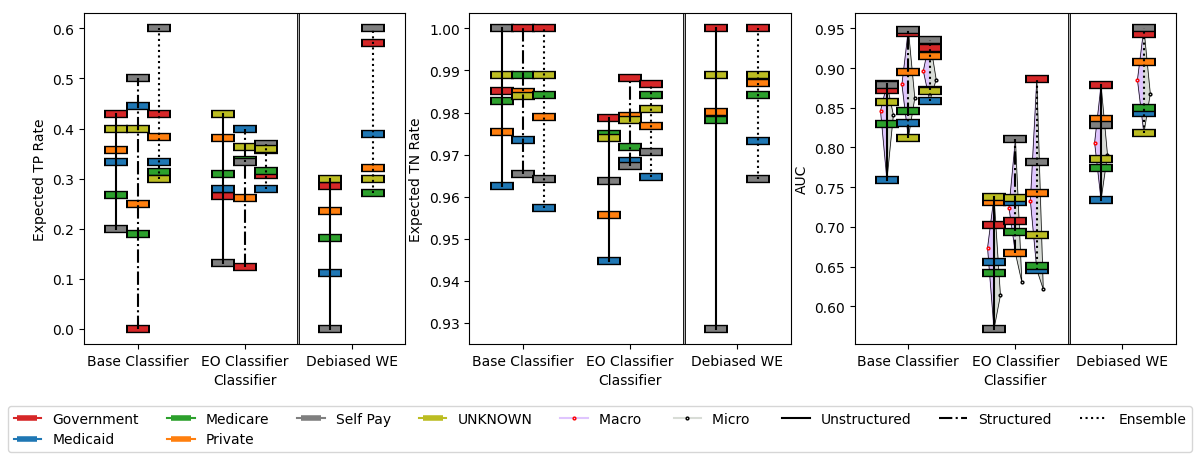 Expected TP Rate
0.6
0.5
0.4
0.3
0.2
0.1
0.0
Base Classifier EO Classifier Debiased WE
Classifier
Expected TN Rate
1.00
0.99
0.98
0.97
0.96
0.95
0.94
0.93
Base Classifier EO Classifier Debiased WE
Classifier
AUC
0.95
0.90
0.85
0.80
0.75
0.70
0.65
0.60
Base Classifier EO Classifier Debiased WE
Classifier
Government Medicare Self Pay UNKNOWN Macro Micro Unstructured Structured Ensemble
Medicaid Private